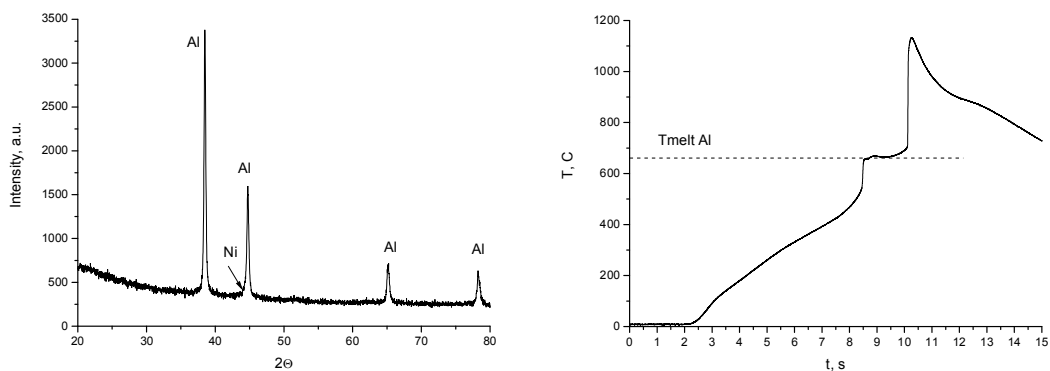 3500
3000
2500
2000
1500
1000
500
0
Intensity, a.u.
Al
Al
Ni
Al
Al
20 30 40 50 60 70 80
2Θ
1200
1000
800
600
400
200
0
T, C
Tmelt Al
0 1 2 3 4 5 6 7 8 9 10 11 12 13 14 15
t, s